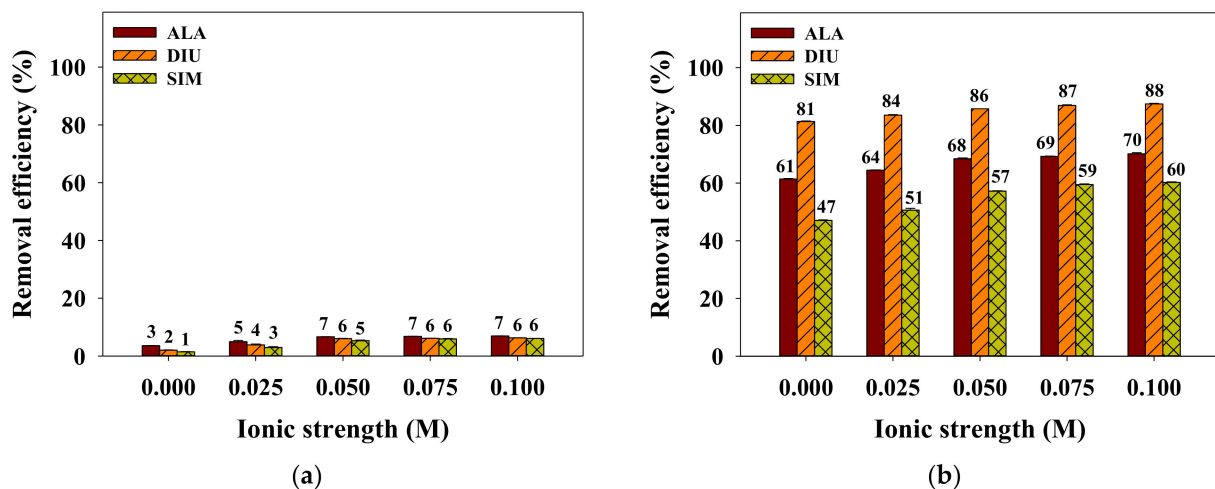 ALA
DIU
SIM
Removal efficiency (%)
100
80
60
40
20
0
3 2 1
5 4 3
7 6 5
7 6 6
7 6 6
0.000 0.025 0.050 0.075 0.100
Ionic strength (M)
(a)
ALA
DIU
SIM
Removal efficiency (%)
100
80
60
40
20
0
61 81 47
64 84 51
68 86 57
69 87 59
70 88 60
0.000 0.025 0.050 0.075 0.100
Ionic strength (M)
(b)